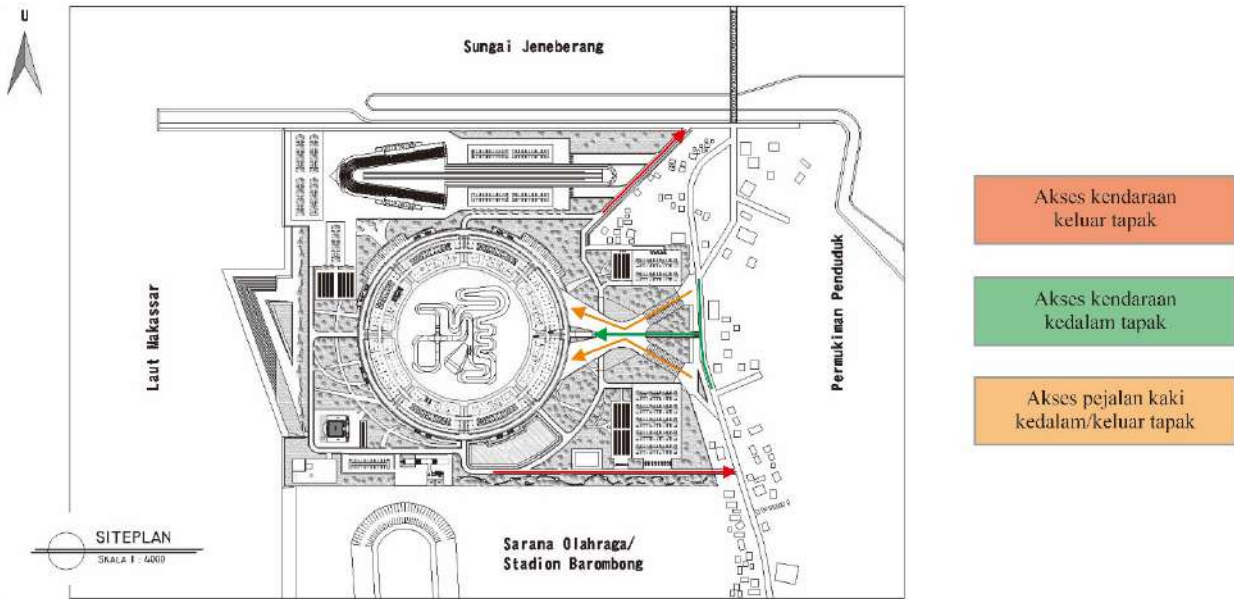 U
Sungai Jeneberang
Laut Makassar
Permukiman Penduduk
Sarana Olahraga/
Stadion Barombong
SITEPLAN
SKALA 1 : 4000
Akses kendaraan
keluar tapak
Akses kendaraan
kedalam tapak
Akses pejalan kaki
kedalam/keluar tapak